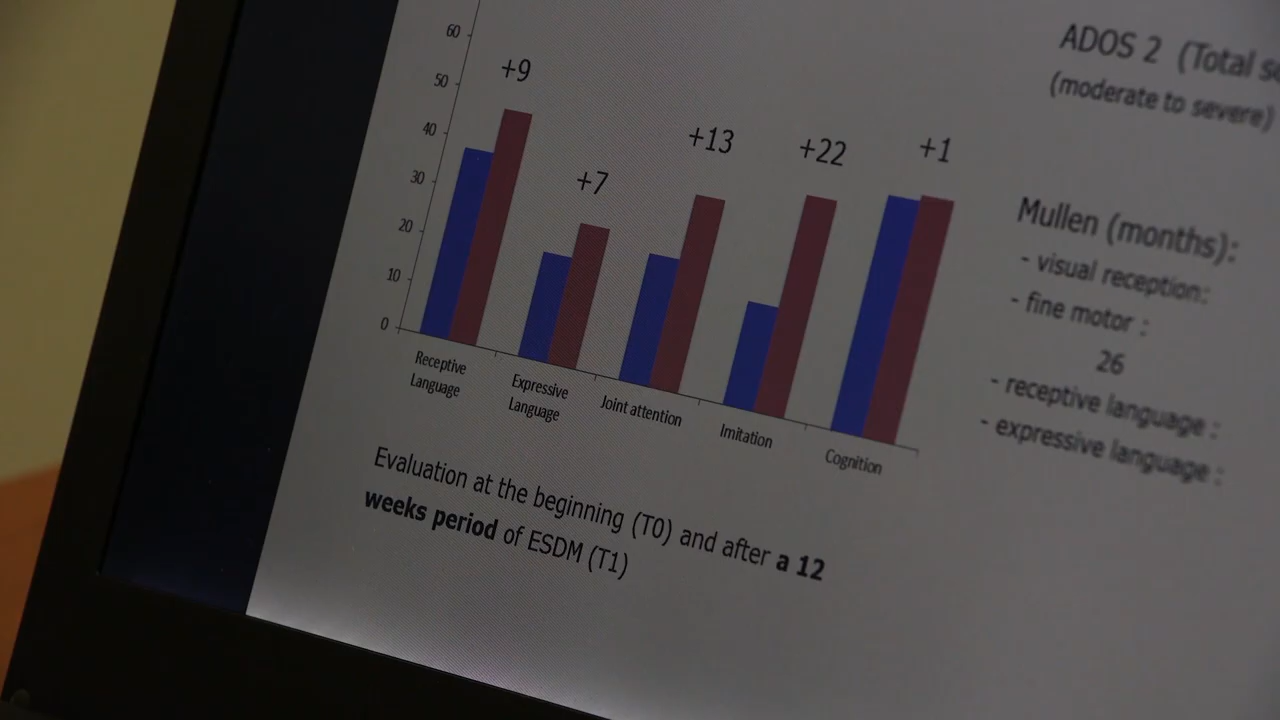 60
50
40
30
20
10
0
+9
+7
+13
+22
+1
Receptive
Language
Expressive
Language
Joint attention
Imitation
Cognition
Evaluation at the beginning (T0) and after a 12
weeks period of ESDM (T1)
ADOS 2 (Total
(moderate to severe)
Mullen (months):
- visual reception:
- fine motor :
26
- receptive language :
- expressive language :